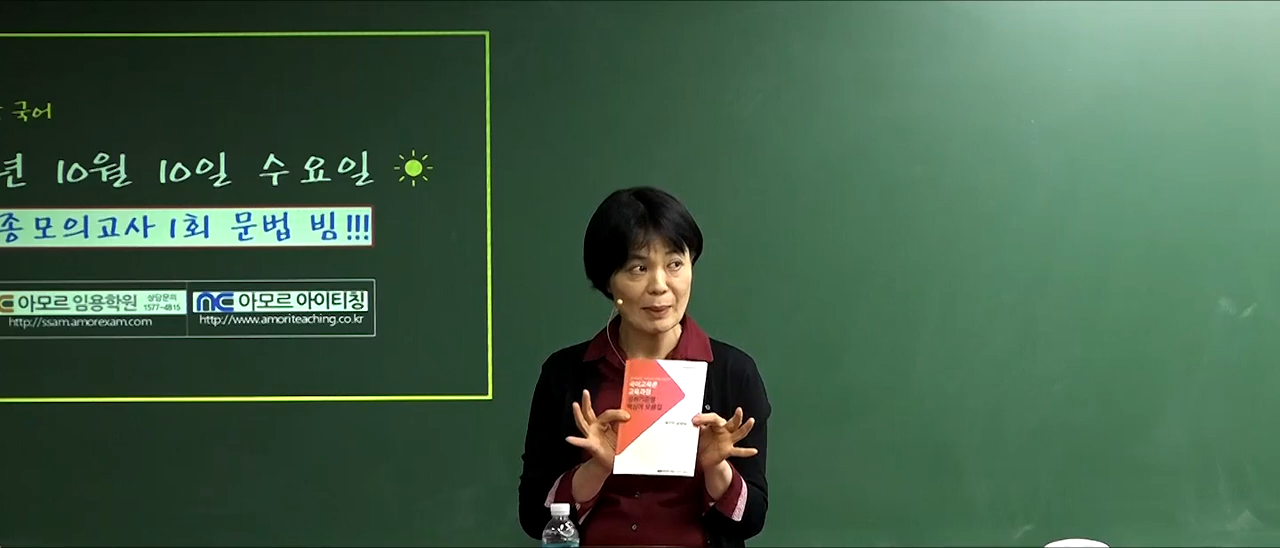 국어
년 10월 10일 수요일
종모의고사 1회 문법 빔!!!
아모르 임용학원 상담문의 1577-4815
http://ssam.amorexam.com
아모르 아이티칭
http://www.amoriteaching.co.kr
국어교육론
교육과정